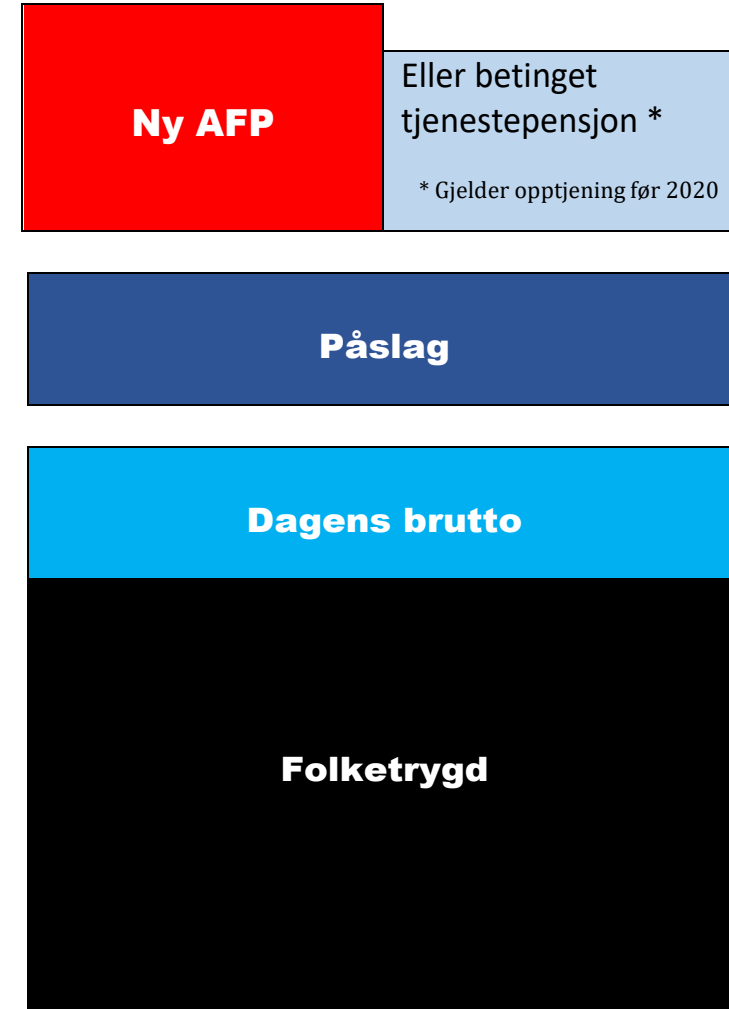 Ny AFP
Eller betinget
tjenestepensjon *
* Gjelder opptjening før 2020
Påslag
Dagens brutto
Folketrygd